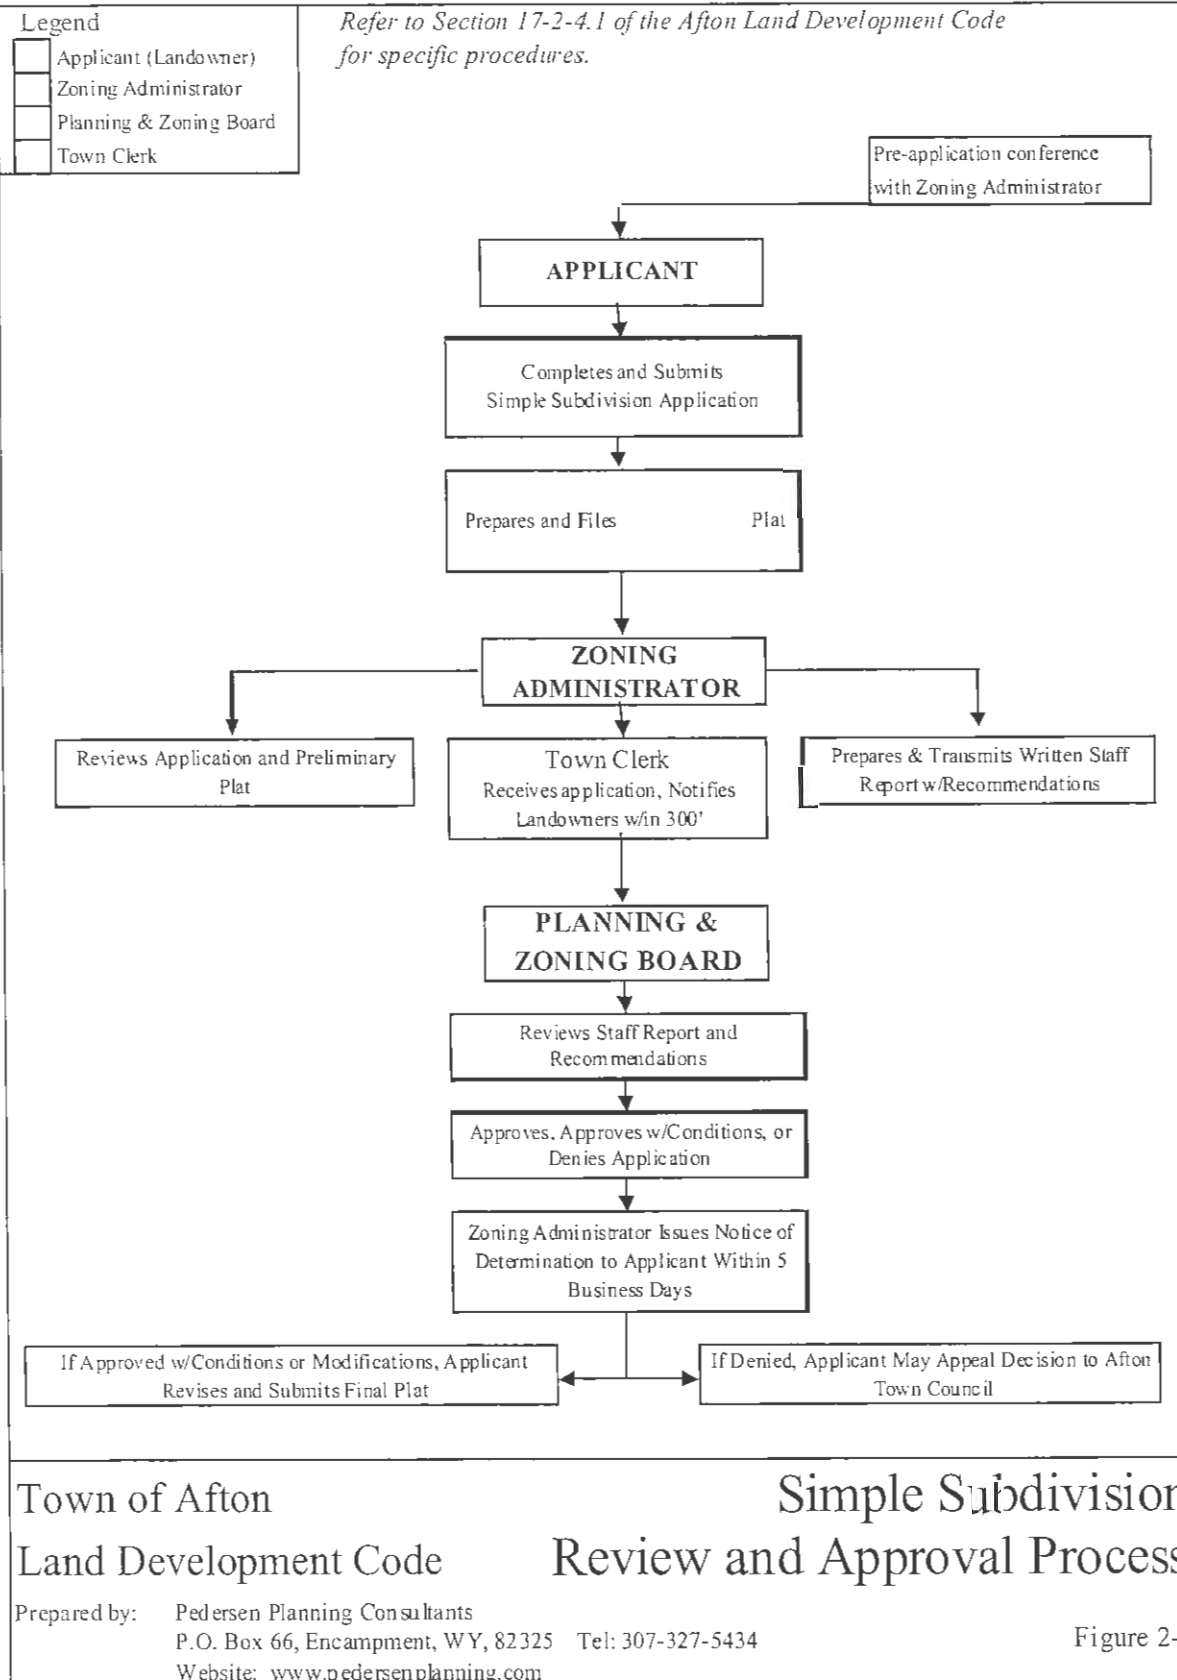 Legend
Applicant (Landowner)
Zoning Administrator
Planning & Zoning Board
Town Clerk
Refer to Section 17-2-4.1 of the Afton Land Development Code
for specific procedures.
Pre-application conference
with Zoning Administrator
APPLICANT
Completes and Submits
Simple Subdivision Application
Prepares and Files Plat
ZONING
ADMINISTRATOR
Reviews Application and Preliminary
Plat
Town Clerk
Receives application, Notifies
Landowners w/in 300'
Prepares & Transmits Written Staff
Report w/Recommendations
PLANNING &
ZONING BOARD
Reviews Staff Report and
Recommendations
Approves, Approves w/Conditions, or
Denies Application
Zoning Administrator Issues Notice of
Determination to Applicant Within 5
Business Days
If Approved w/Conditions or Modifications, Applicant
Revises and Submits Final Plat
If Denied, Applicant May Appeal Decision to Afton
Town Council
Town of Afton
Land Development Code
Simple Subdivision
Review and Approval Process
Prepared by: Pedersen Planning Consultants
P.O. Box 66, Encampment, WY, 82325 Tel: 307-327-5434
Website: www.pedersenplanning.com
Figure 2-